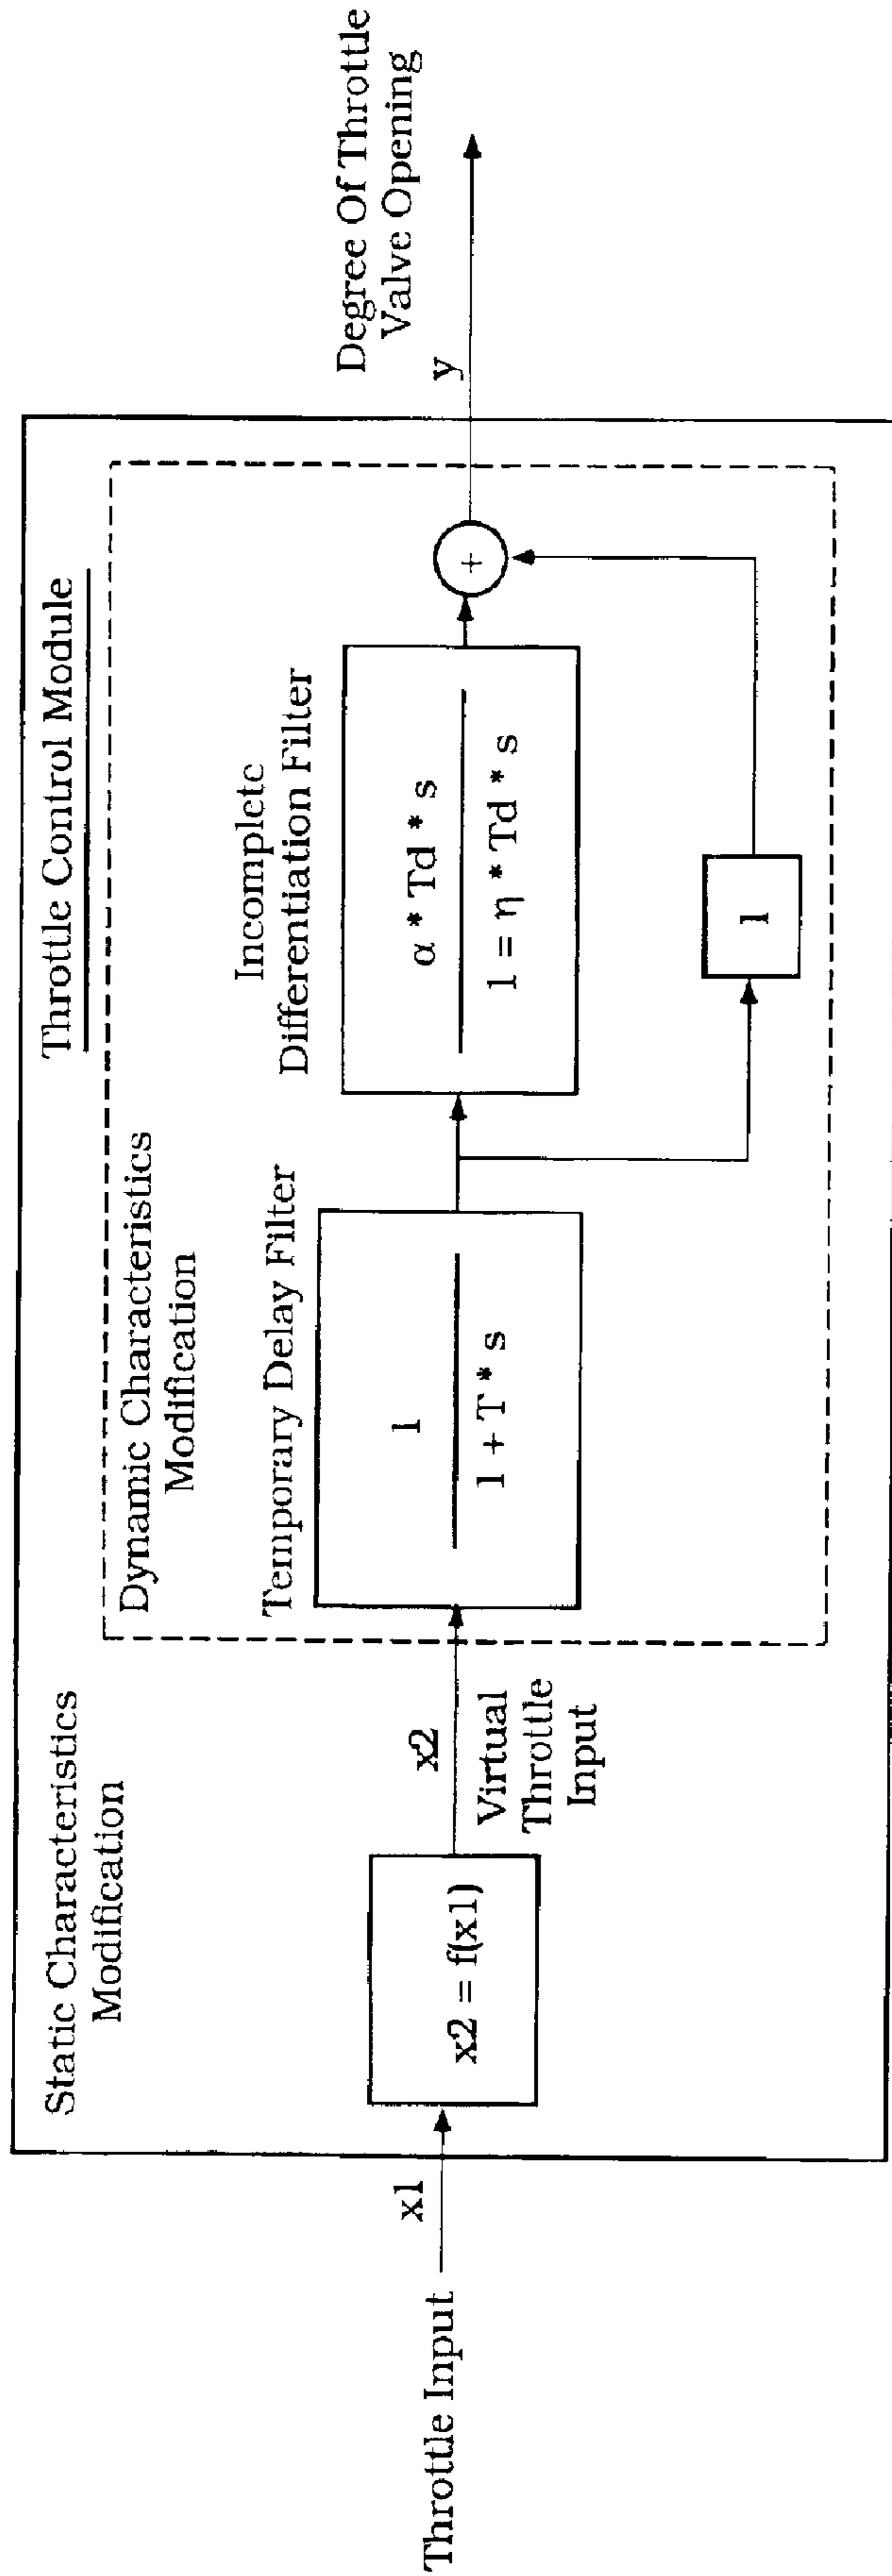 Throttle Control Module
Static Characteristics
Modification
Dynamic Characteristics
Modification
Throttle Input
x1
x2 = f(x1)
x2
Virtual
Throttle
Input
Temporary Delay Filter
1
1 + T * s
Incomplete
Differentiation Filter
α * Td * s
1 = η * Td * s
1
+
y
Degree Of Throttle
Valve Opening